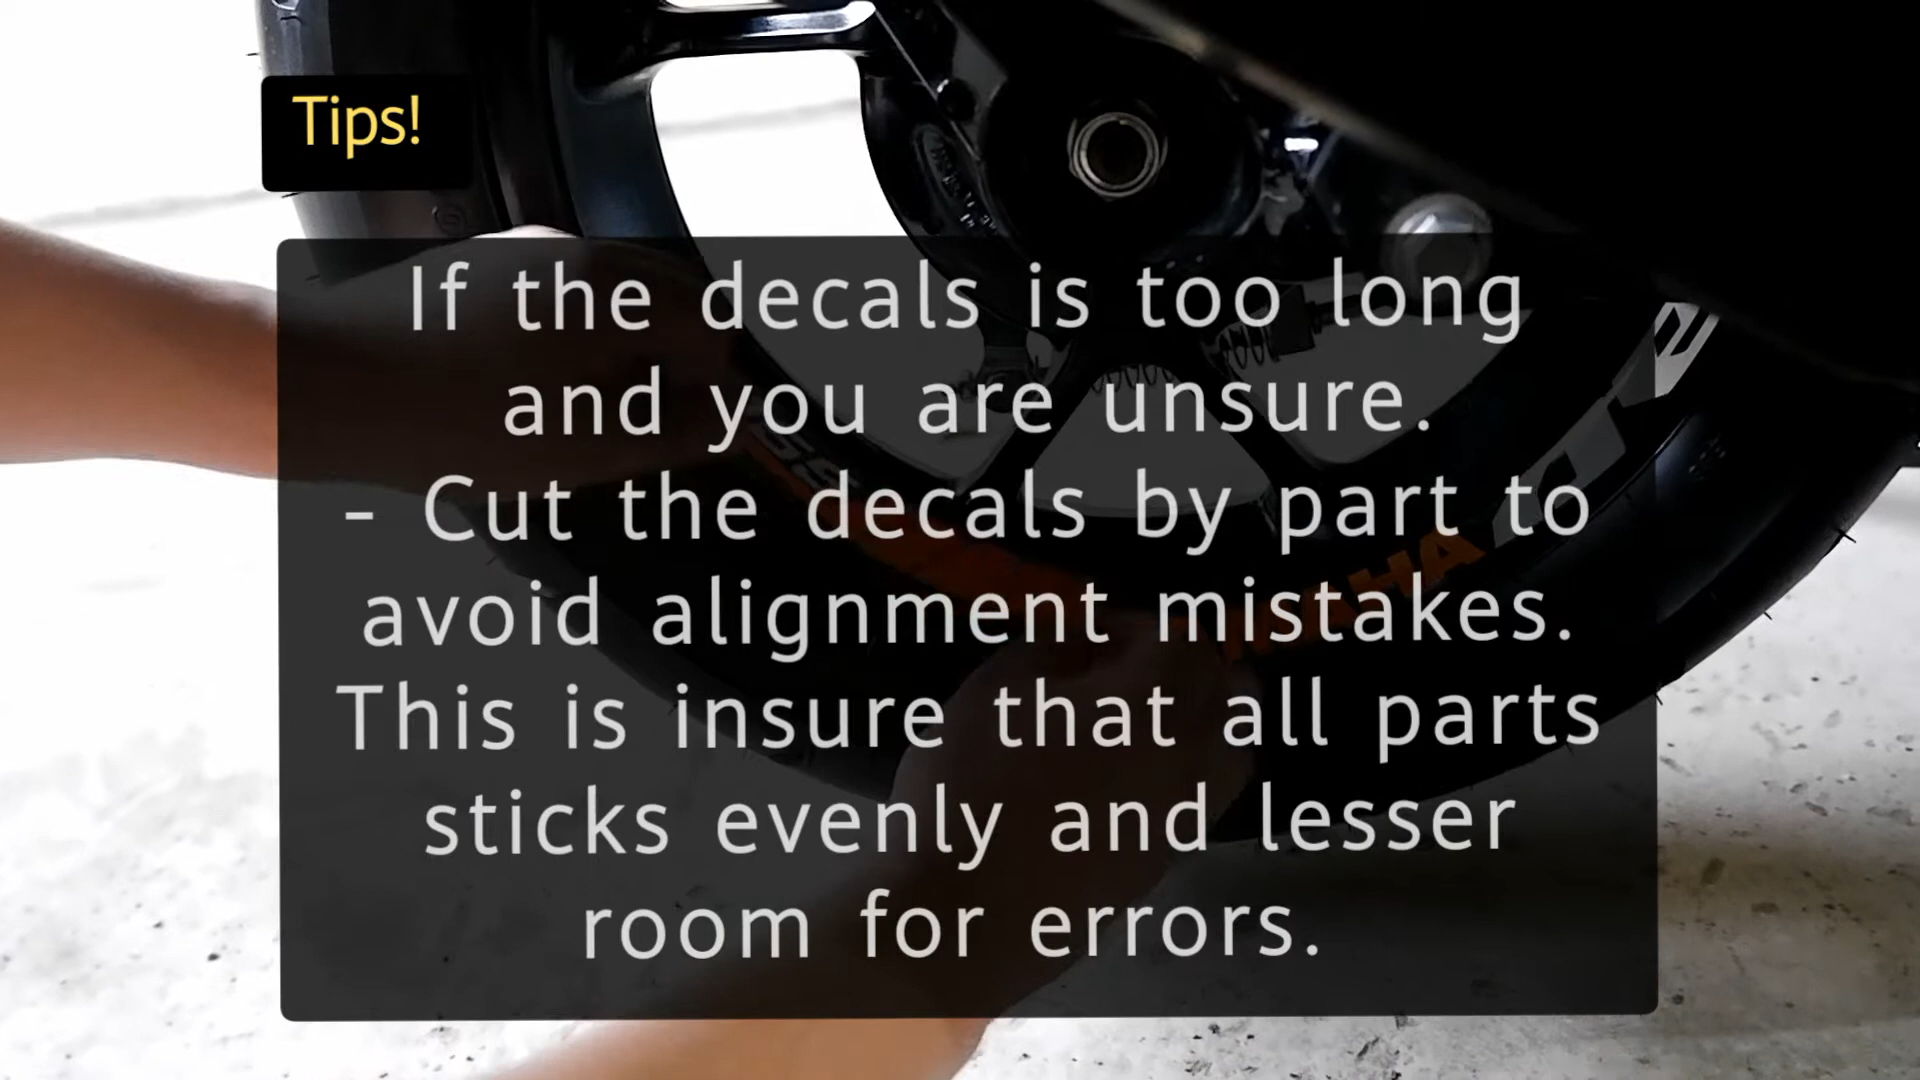 Tips!
If the decals is too long
and you are unsure.
- Cut the decals by part to
avoid alignment mistakes.
This is insure that all parts
sticks evenly and lesser
room for errors.